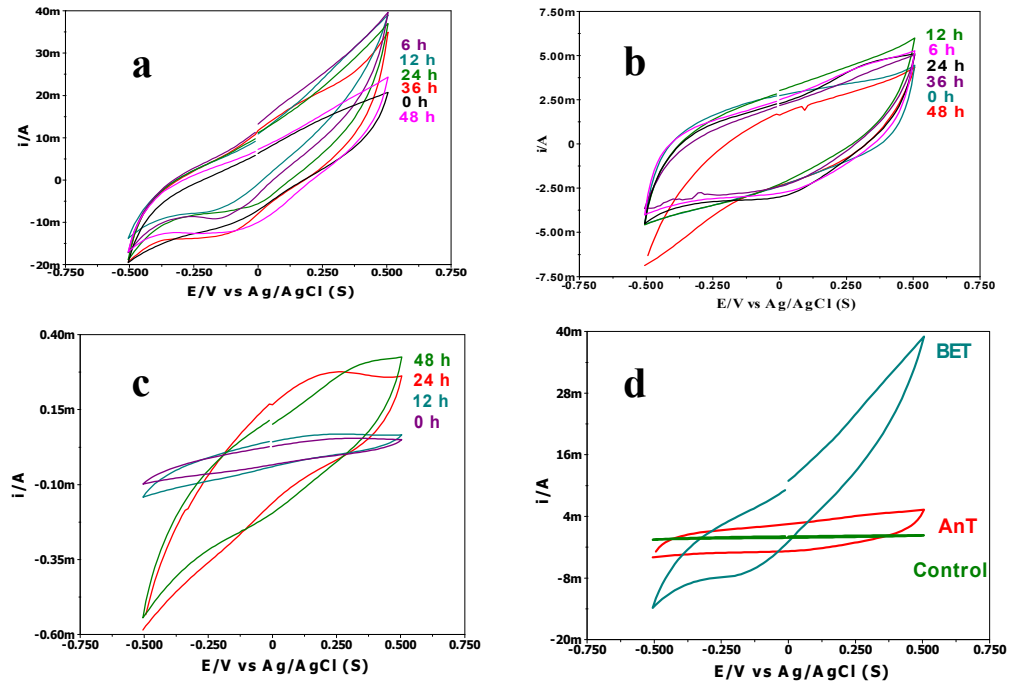 a
40m
30m
20m
10m
0
-10m
-20m
i/A
6 h
12 h
24 h
36 h
0 h
48 h
-0.750 -0.500 -0.250 0 0.250 0.500 0.750
E/V vs Ag/AgCl (S)
b
7.50m
5.00m
2.50m
0
-2.50m
-5.00m
-7.50m
i/A
12 h
6 h
24 h
36 h
0 h
48 h
-0.750 -0.500 -0.250 0 0.250 0.500 0.750
E/V vs Ag/AgCl (S)
c
0.40m
0.15m
-0.10m
-0.35m
-0.60m
i/A
48 h
24 h
12 h
0 h
-0.750 -0.500 -0.250 0 0.250 0.500 0.750
E/V vs Ag/AgCl (S)
d
40m
28m
16m
4m
-8m
-20m
i/A
BET
AnT
Control
-0.750 -0.500 -0.250 0 0.250 0.500 0.750
E/V vs Ag/AgCl (S)